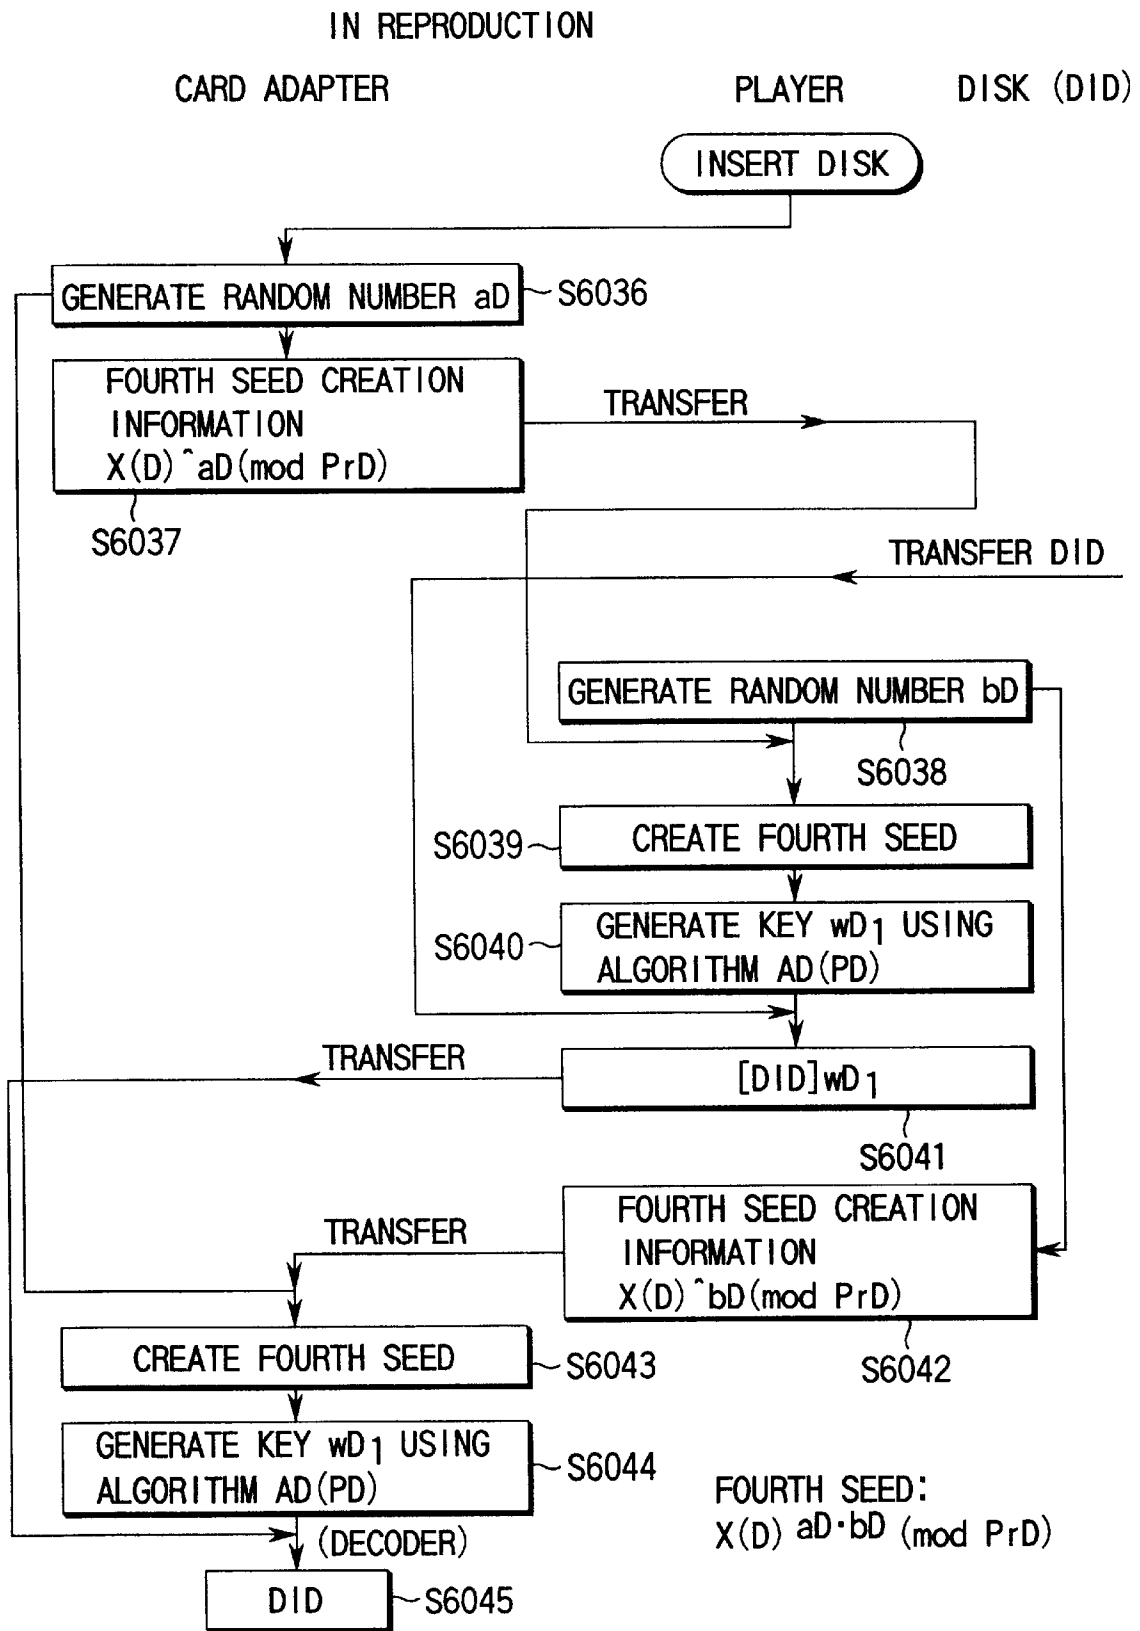 IN REPRODUCTION
CARD ADAPTER
PLAYER
DISK (DID)
INSERT DISK
GENERATE RANDOM NUMBER aD
S6036
FOURTH SEED CREATION
INFORMATION
X(D)^aD(mod PrD)
S6037
TRANSFER
TRANSFER DID
GENERATE RANDOM NUMBER bD
S6038
S6039
CREATE FOURTH SEED
S6040
GENERATE KEY wD1 USING
ALGORITHM AD(PD)
TRANSFER
[DID]wD1
S6041
TRANSFER
FOURTH SEED CREATION
INFORMATION
X(D)^bD(mod PrD)
S6042
CREATE FOURTH SEED
S6043
GENERATE KEY wD1 USING
ALGORITHM AD(PD)
S6044
(DECODER)
DID
S6045
FOURTH SEED:
X(D) aD·bD (mod PrD)